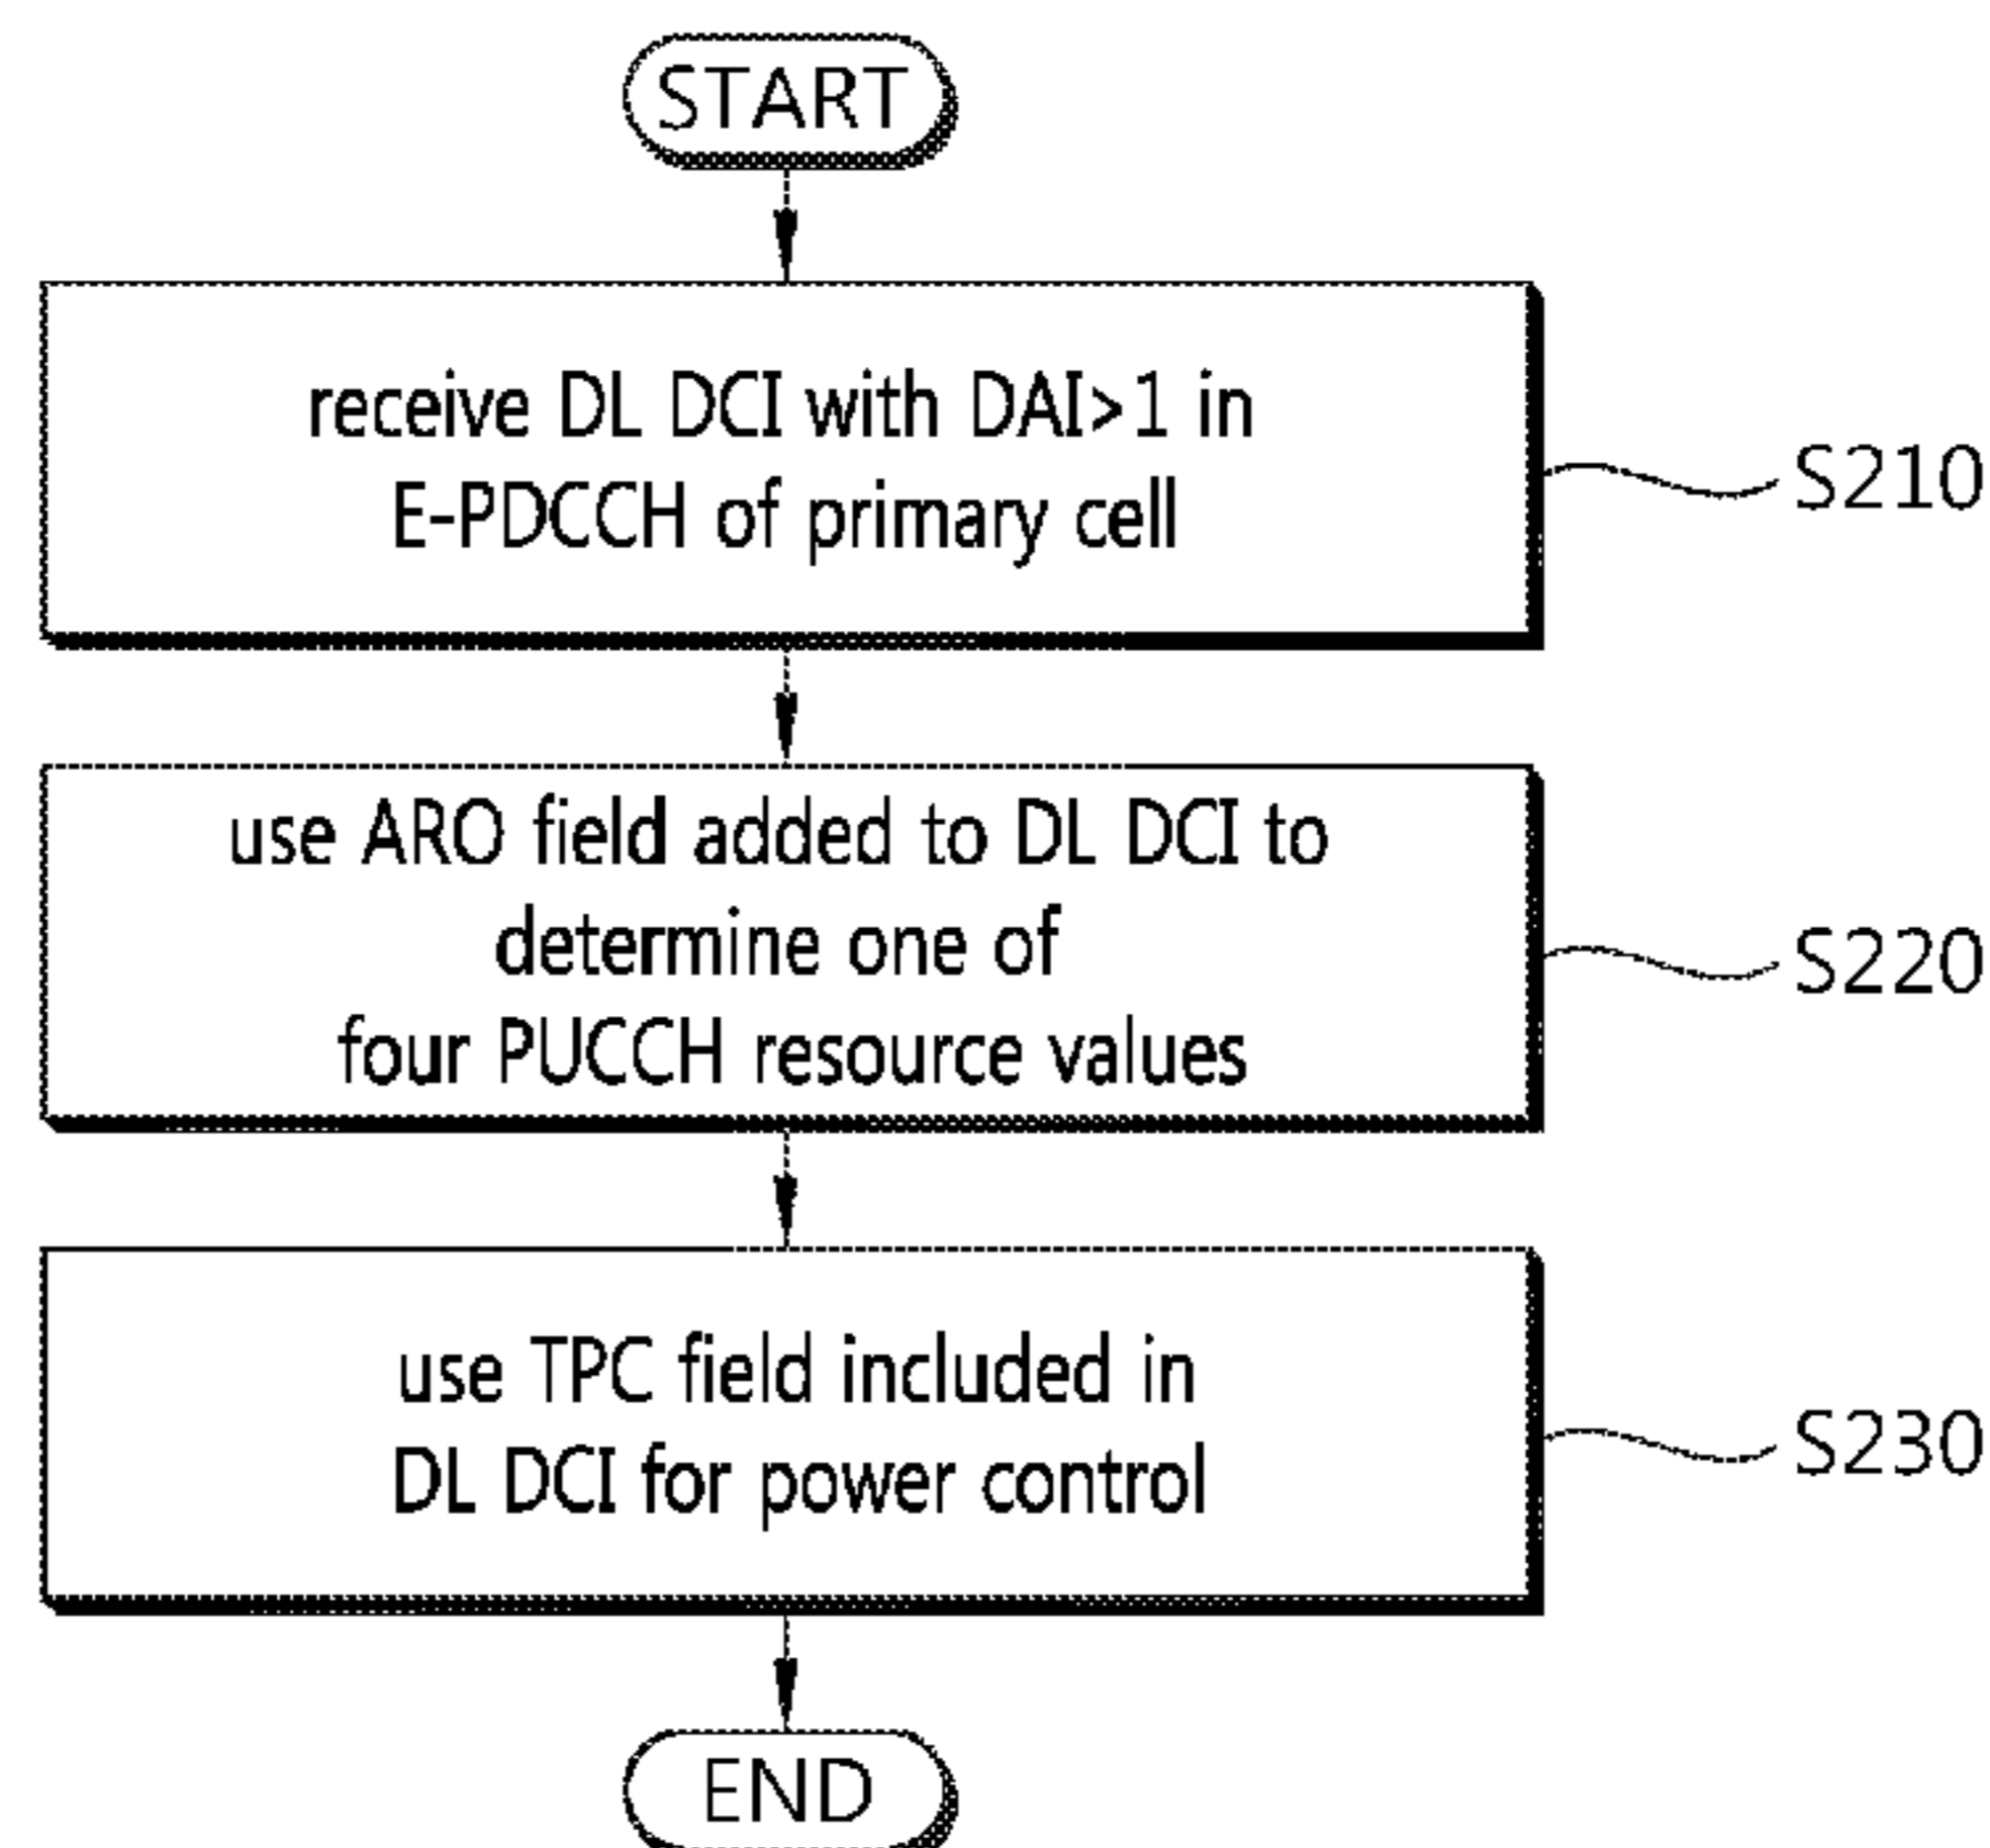 START
receive DL DCI with DAI>1 in
E-PDCCH of primary cell
S210
use ARO field added to DL DCI to
determine one of
four PUCCH resource values
S220
use TPC field included in
DL DCI for power control
S230
END